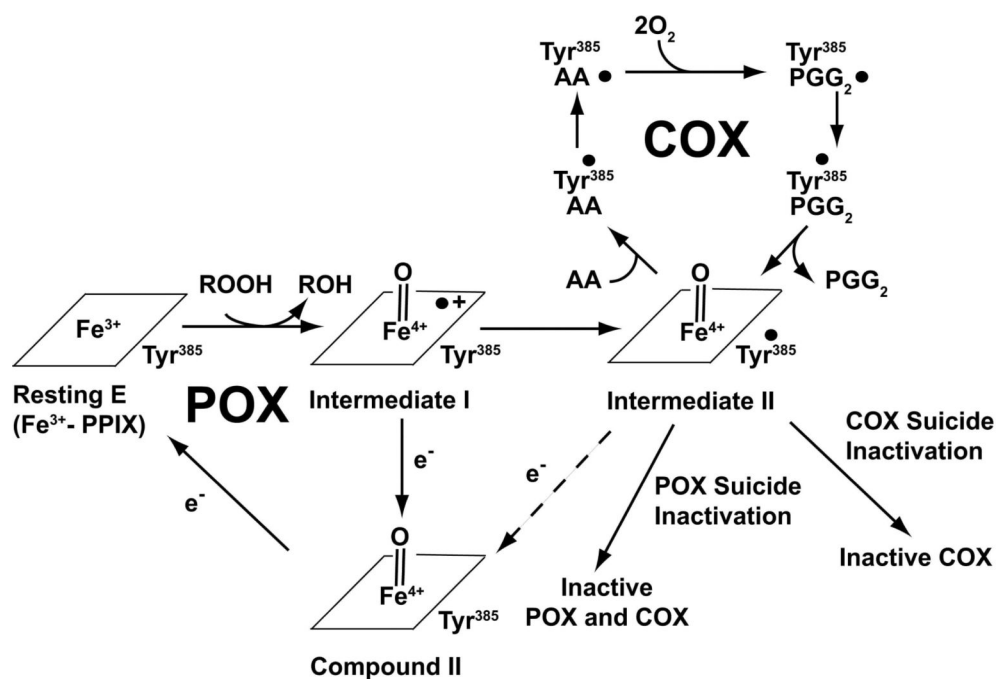 2O₂
Tyr³⁸⁵
AA •
Tyr³⁸⁵
PGG₂•
COX
•
Tyr³⁸⁵
AA
•
Tyr³⁸⁵
PGG₂
AA
PGG₂
ROOH
ROH
Fe³⁺
Tyr³⁸⁵
Resting E
(Fe³⁺- PPIX)
POX
O
•+
Fe⁴⁺
Tyr³⁸⁵
Intermediate I
O
Fe⁴⁺
•
Tyr³⁸⁵
Intermediate II
e⁻
e⁻
e⁻
O
Fe⁴⁺
Tyr³⁸⁵
Compound II
POX Suicide
Inactivation
Inactive
POX and COX
COX Suicide
Inactivation
Inactive COX